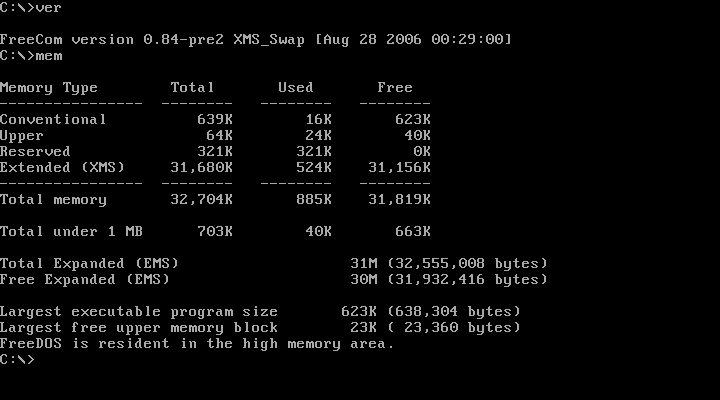 C:\>ver

FreeCom version 0.84-pre2 XMS_Swap [Aug 28 2006 00:29:00]
C:\>mem

Memory Type        Total       Used       Free
----------------  --------   --------   --------
Conventional          639K        16K       623K
Upper                  64K        24K        40K
Reserved              321K       321K         0K
Extended (XMS)     31,680K       524K    31,156K
----------------  --------   --------   --------
Total memory       32,704K       885K    31,819K

Total under 1 MB      703K        40K       663K

Total Expanded (EMS)                   31M (32,555,008 bytes)
Free Expanded (EMS)                    30M (31,932,416 bytes)

Largest executable program size       623K (638,304 bytes)
Largest free upper memory block        23K ( 23,360 bytes)
FreeDOS is resident in the high memory area.
C:\>